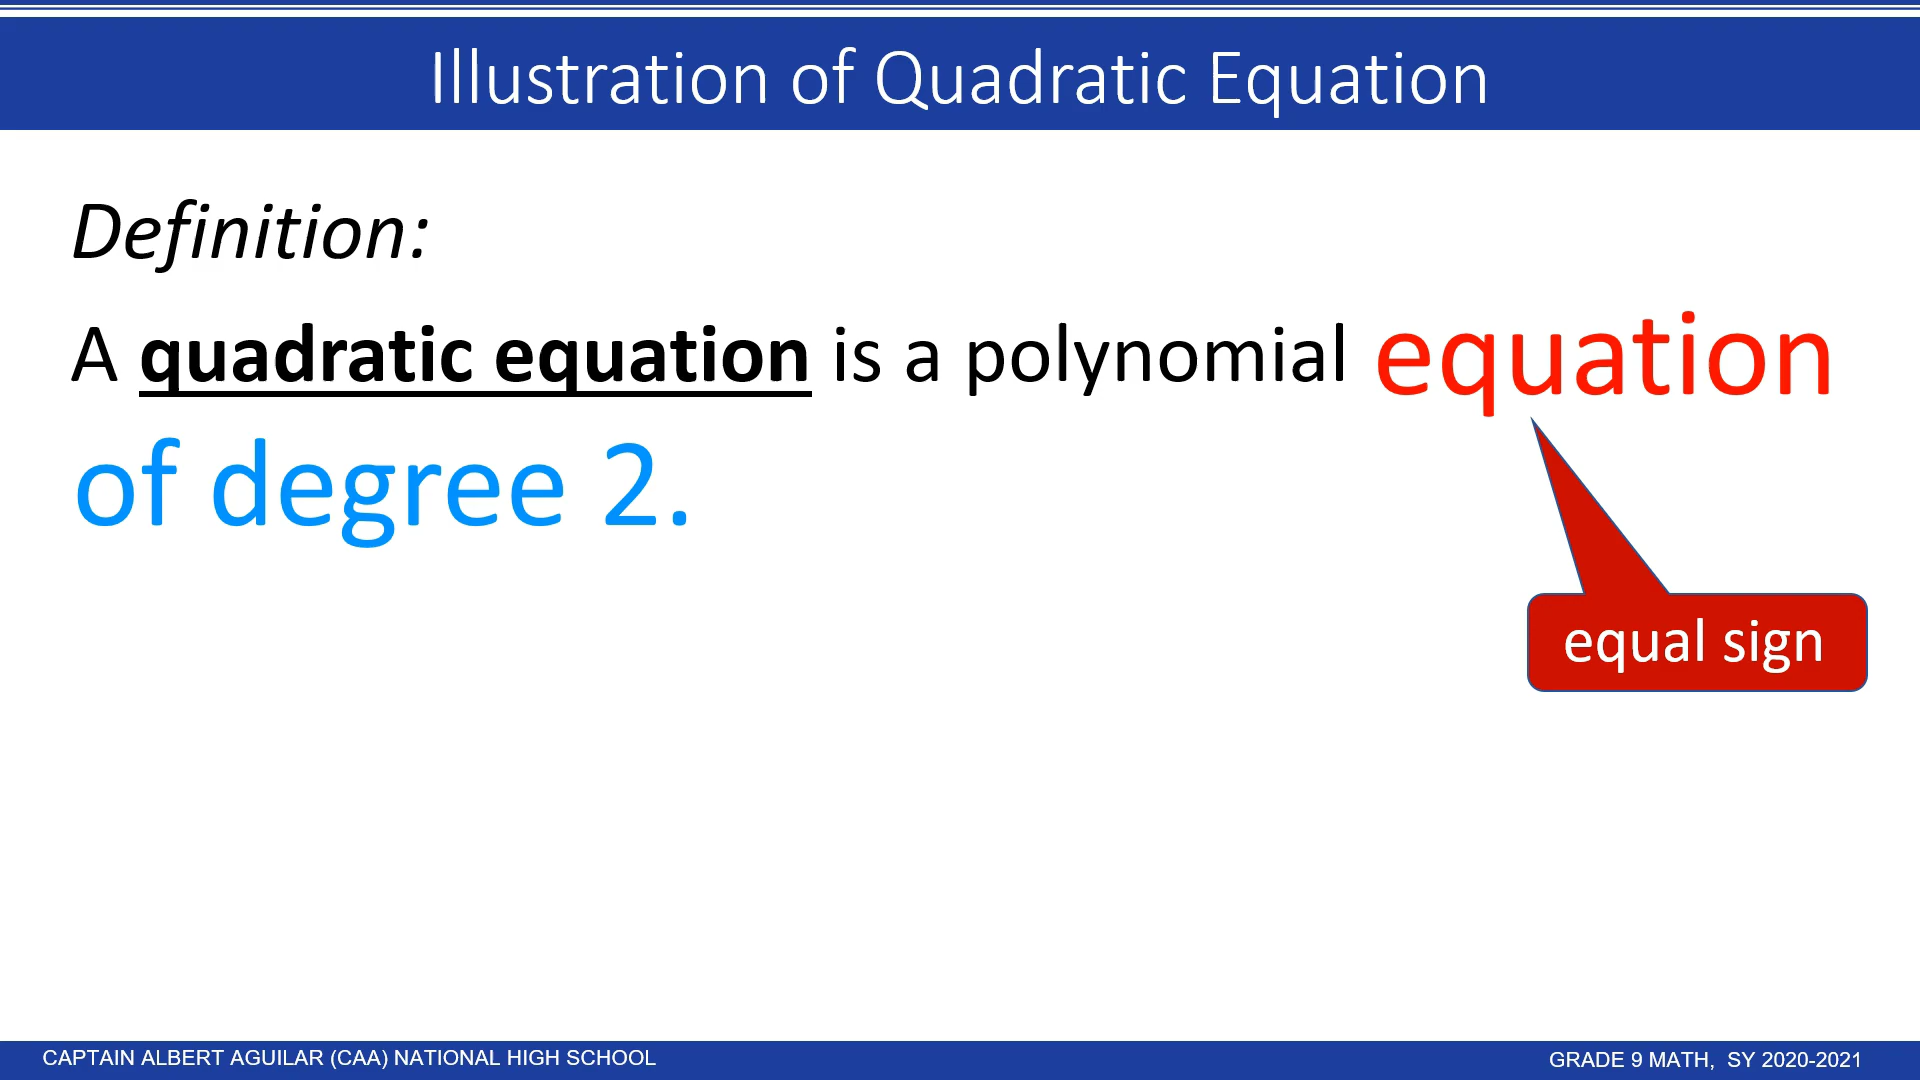 Illustration of Quadratic Equation
Definition:
A quadratic equation is a polynomial equation
of degree 2.
equal sign
CAPTAIN ALBERT AGUILAR (CAA) NATIONAL HIGH SCHOOL
GRADE 9 MATH, SY 2020-2021